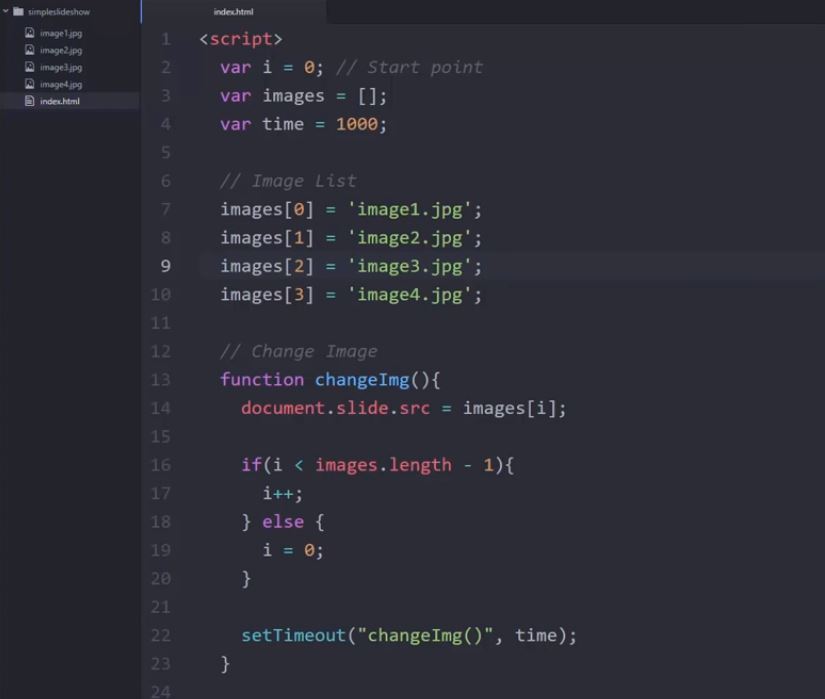 simpleslideshow
image1.jpg
image2.jpg
image3.jpg
image4.jpg
index.html
index.html
1 <script>
2 var i = 0; // Start point
3 var images = [];
4 var time = 1000;
5
6 // Image List
7 images[0] = 'image1.jpg';
8 images[1] = 'image2.jpg';
9 images[2] = 'image3.jpg';
10 images[3] = 'image4.jpg';
11
12 // Change Image
13 function changeImg(){
14 document.slide.src = images[i];
15
16 if(i < images.length - 1){
17 i++;
18 } else {
19 i = 0;
20 }
21
22 setTimeout("changeImg()", time);
23 }
24